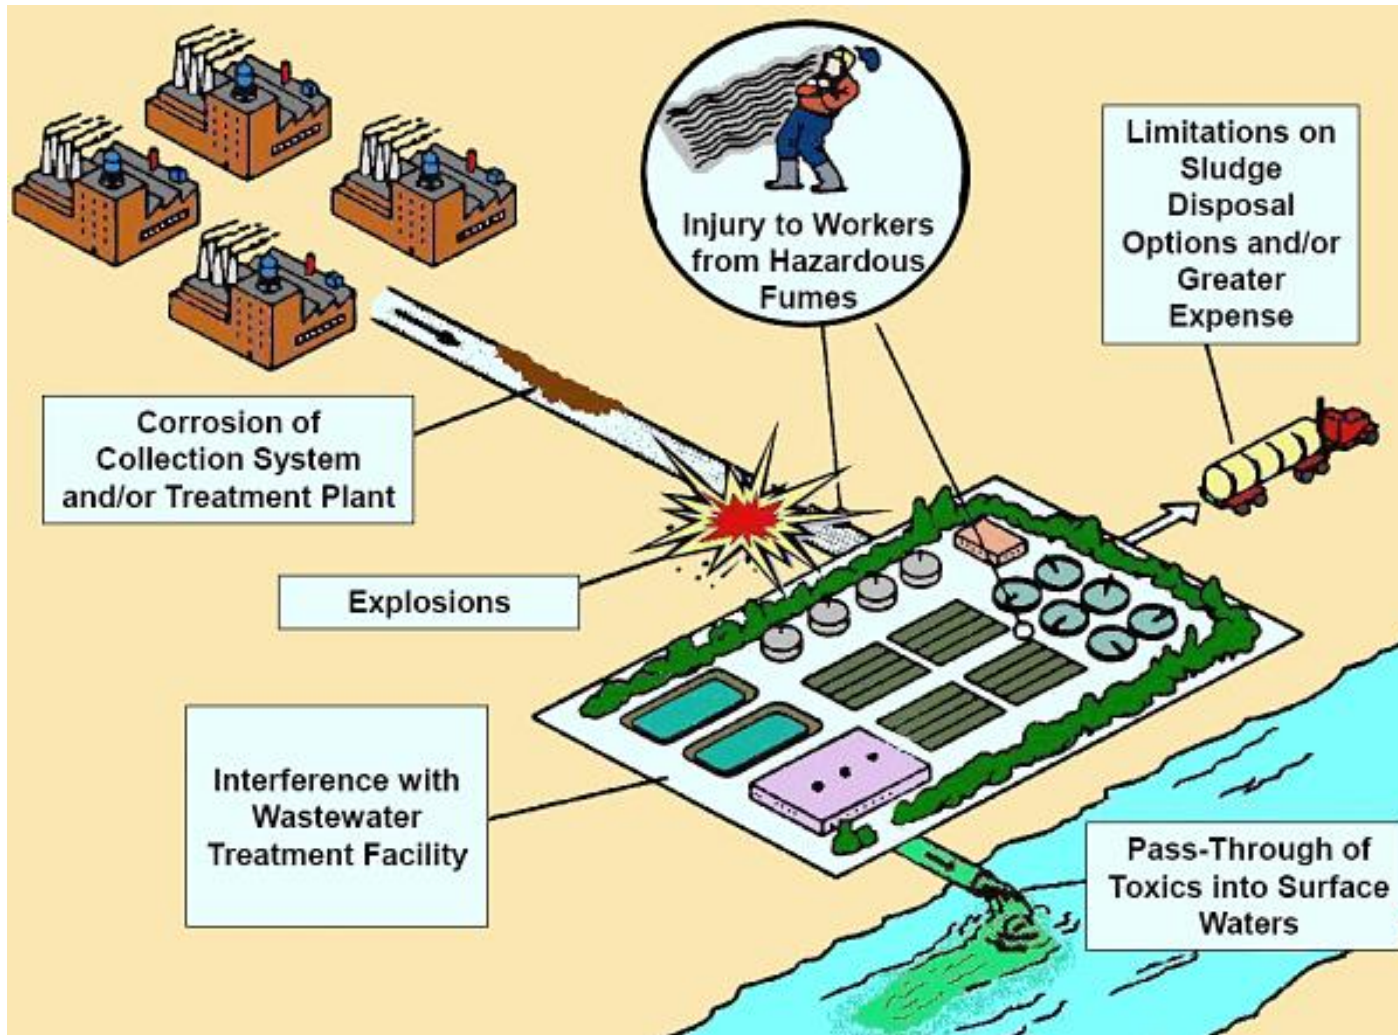 Injury to Workers
from Hazardous
Fumes
Limitations on
Sludge
Disposal
Options and/or
Greater
Expense
Corrosion of
Collection System
and/or Treatment Plant
Explosions
Interference with
Wastewater
Treatment Facility
Pass-Through of
Toxics into Surface
Waters